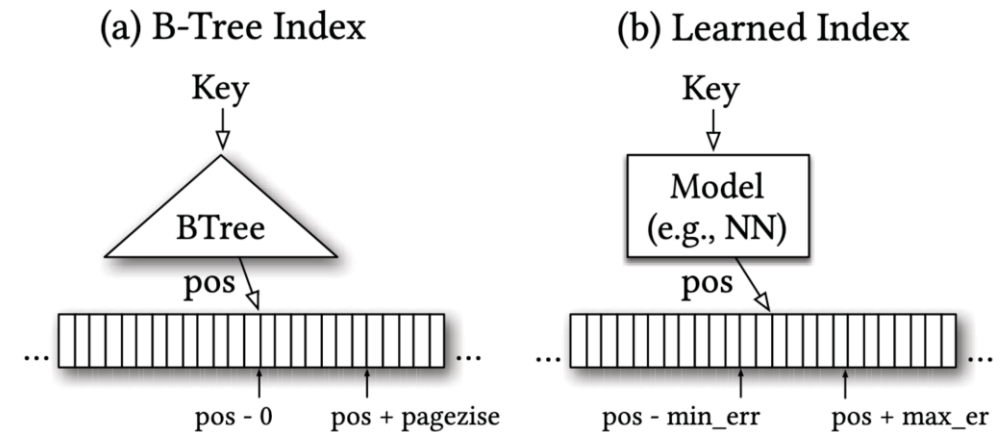 (a) B-Tree Index
Key
BTree
pos
...
...
pos - 0
pos + pagezise
(b) Learned Index
Key
Model
(e.g., NN)
pos
...
...
pos - min_err
pos + max_er